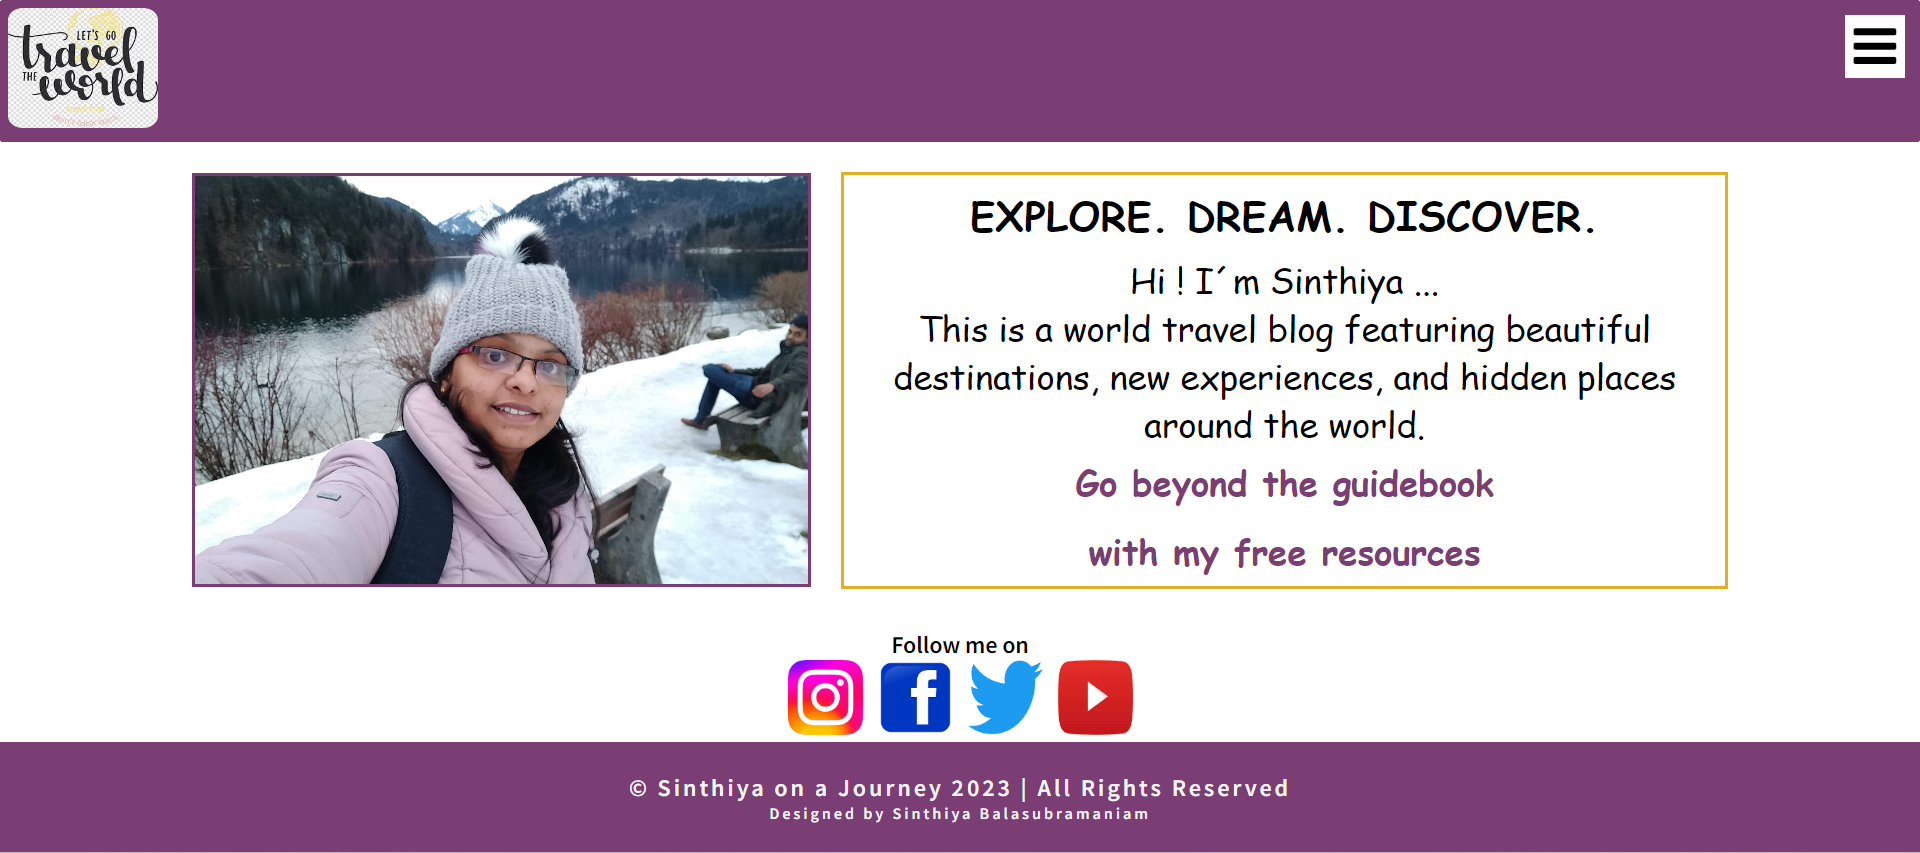 LET'S GO
travel
THE world
EXPLORE. DREAM. DISCOVER.
Hi ! I´m Sinthiya ...
This is a world travel blog featuring beautiful
destinations, new experiences, and hidden places
around the world.
Go beyond the guidebook
with my free resources
Follow me on
© Sinthiya on a Journey 2023 | All Rights Reserved
Designed by Sinthiya Balasubramaniam